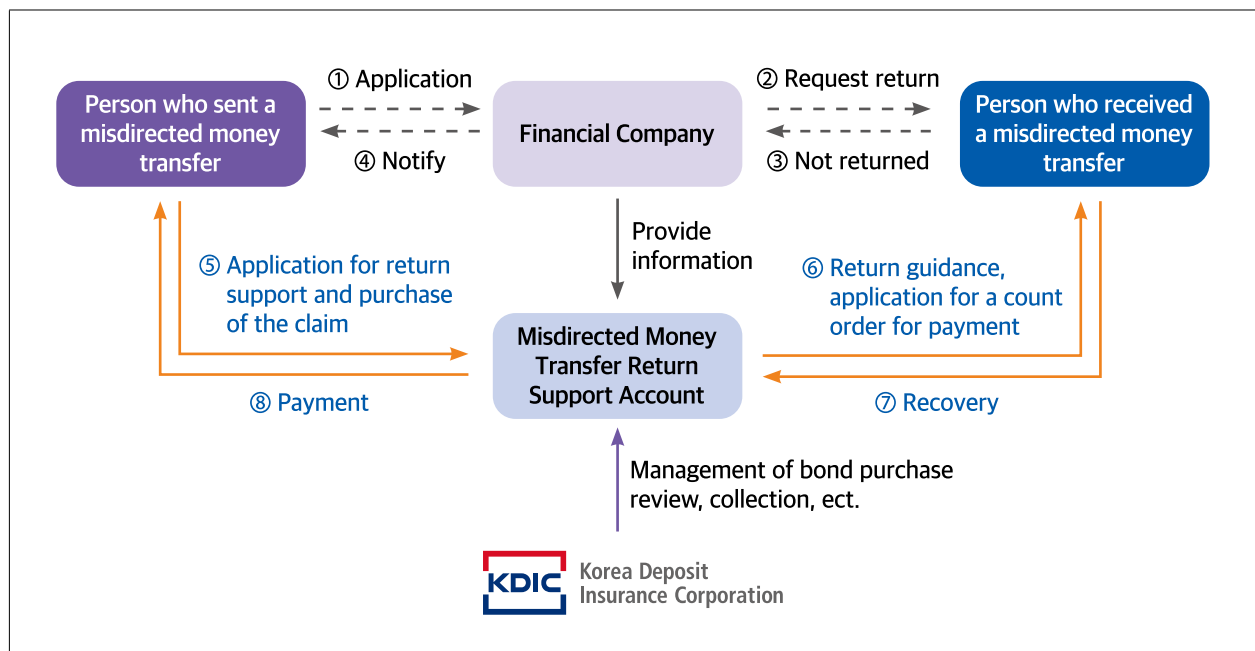 ① Application
② Request return
Person who sent a
misdirected money
transfer
Financial Company
Person who received
a misdirected money
transfer
④ Notify
③ Not returned
Provide
information
⑤ Application for return
support and purchase
of the claim
⑥ Return guidance,
application for a count
order for payment
Misdirected Money
Transfer Return
Support Account
⑧ Payment
⑦ Recovery
Management of bond purchase
review, collection, ect.
KDIC
Korea Deposit
Insurance Corporation